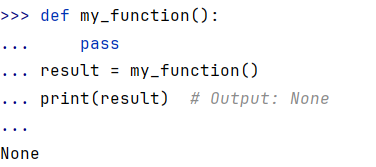 >>> def my_function():
...     pass
... result = my_function()
... print(result)  # Output: None
...
None